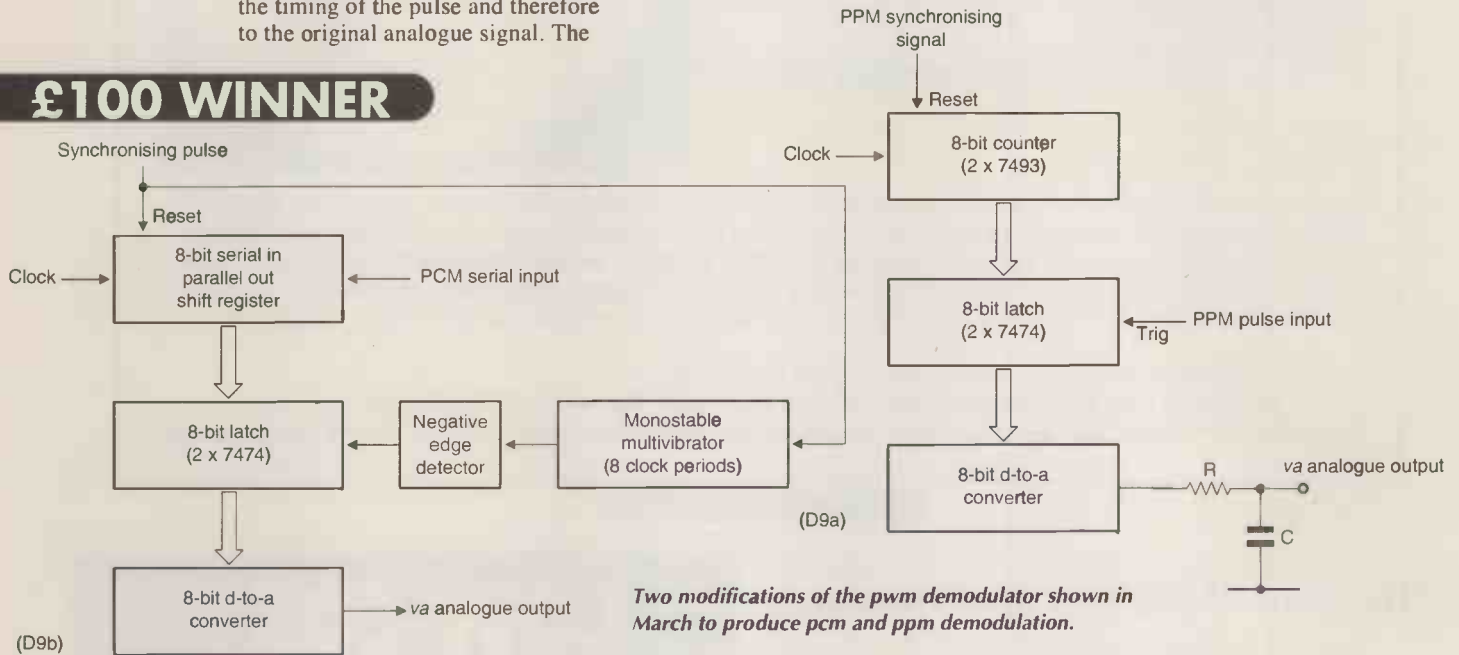 the timing of the pulse and therefore
to the original analogue signal. The
£100 WINNER
Synchronising pulse
Reset
8-bit serial in
parallel out
shift register
Clock
PCM serial input
8-bit latch
(2 x 7474)
Negative
edge
detector
Monostable
multivibrator
(8 clock periods)
8-bit d-to-a
converter
va analogue output
(D9b)
PPM synchronising
signal
Reset
Clock
8-bit counter
(2 x 7493)
8-bit latch
(2 x 7474)
Trig
PPM pulse input
8-bit d-to-a
converter
R
va analogue output
C
(D9a)
Two modifications of the pwm demodulator shown in
March to produce pcm and ppm demodulation.